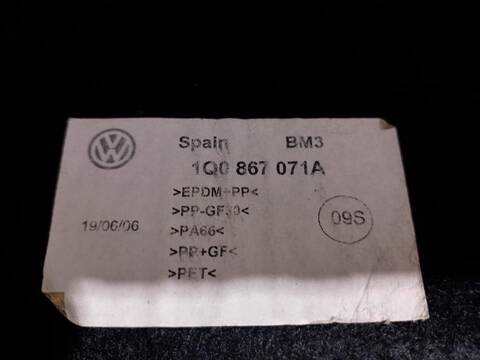 Spain BM3
1Q0 867 071A
>EPDM+PP<
>PP-GF30<
19/06/06
>PA66<
09S
>PP+GF<
>PET<